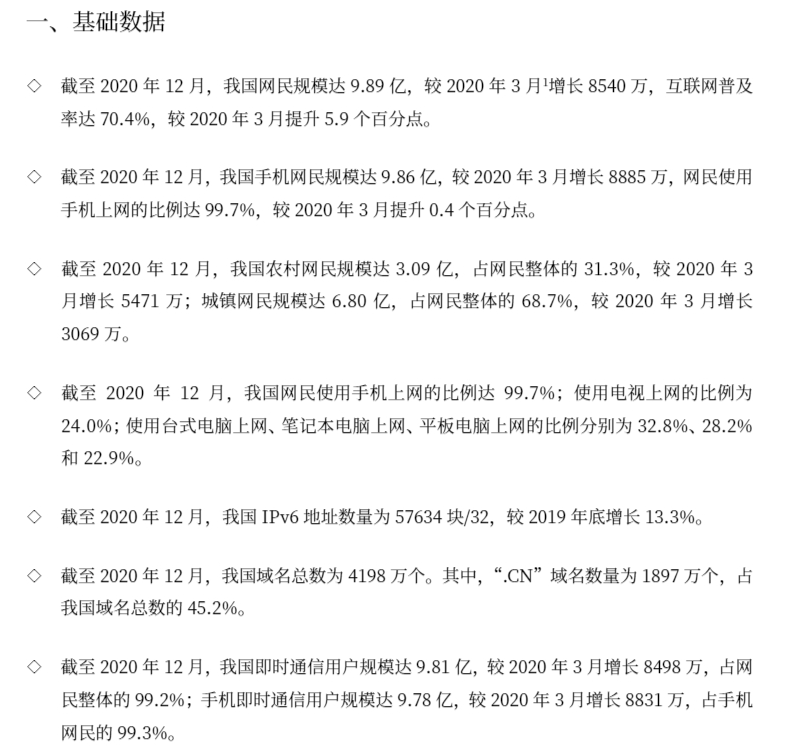 一、基础数据
◇ 截至 2020 年 12 月，我国网民规模达 9.89 亿，较 2020 年 3 月¹增长 8540 万，互联网普及
率达 70.4%，较 2020 年 3 月提升 5.9 个百分点。
◇ 截至 2020 年 12 月，我国手机网民规模达 9.86 亿，较 2020 年 3 月增长 8885 万，网民使用
手机上网的比例达 99.7%，较 2020 年 3 月提升 0.4 个百分点。
◇ 截至 2020 年 12 月，我国农村网民规模达 3.09 亿，占网民整体的 31.3%，较 2020 年 3
月增长 5471 万；城镇网民规模达 6.80 亿，占网民整体的 68.7%，较 2020 年 3 月增长
3069 万。
◇ 截至 2020 年 12 月，我国网民使用手机上网的比例达 99.7%；使用电视上网的比例为
24.0%；使用台式电脑上网、笔记本电脑上网、平板电脑上网的比例分别为 32.8%、28.2%
和 22.9%。
◇ 截至 2020 年 12 月，我国 IPv6 地址数量为 57634 块/32，较 2019 年底增长 13.3%。
◇ 截至 2020 年 12 月，我国域名总数为 4198 万个。其中，“.CN”域名数量为 1897 万个，占
我国域名总数的 45.2%。
◇ 截至 2020 年 12 月，我国即时通信用户规模达 9.81 亿，较 2020 年 3 月增长 8498 万，占网
民整体的 99.2%；手机即时通信用户规模达 9.78 亿，较 2020 年 3 月增长 8831 万，占手机
网民的 99.3%。